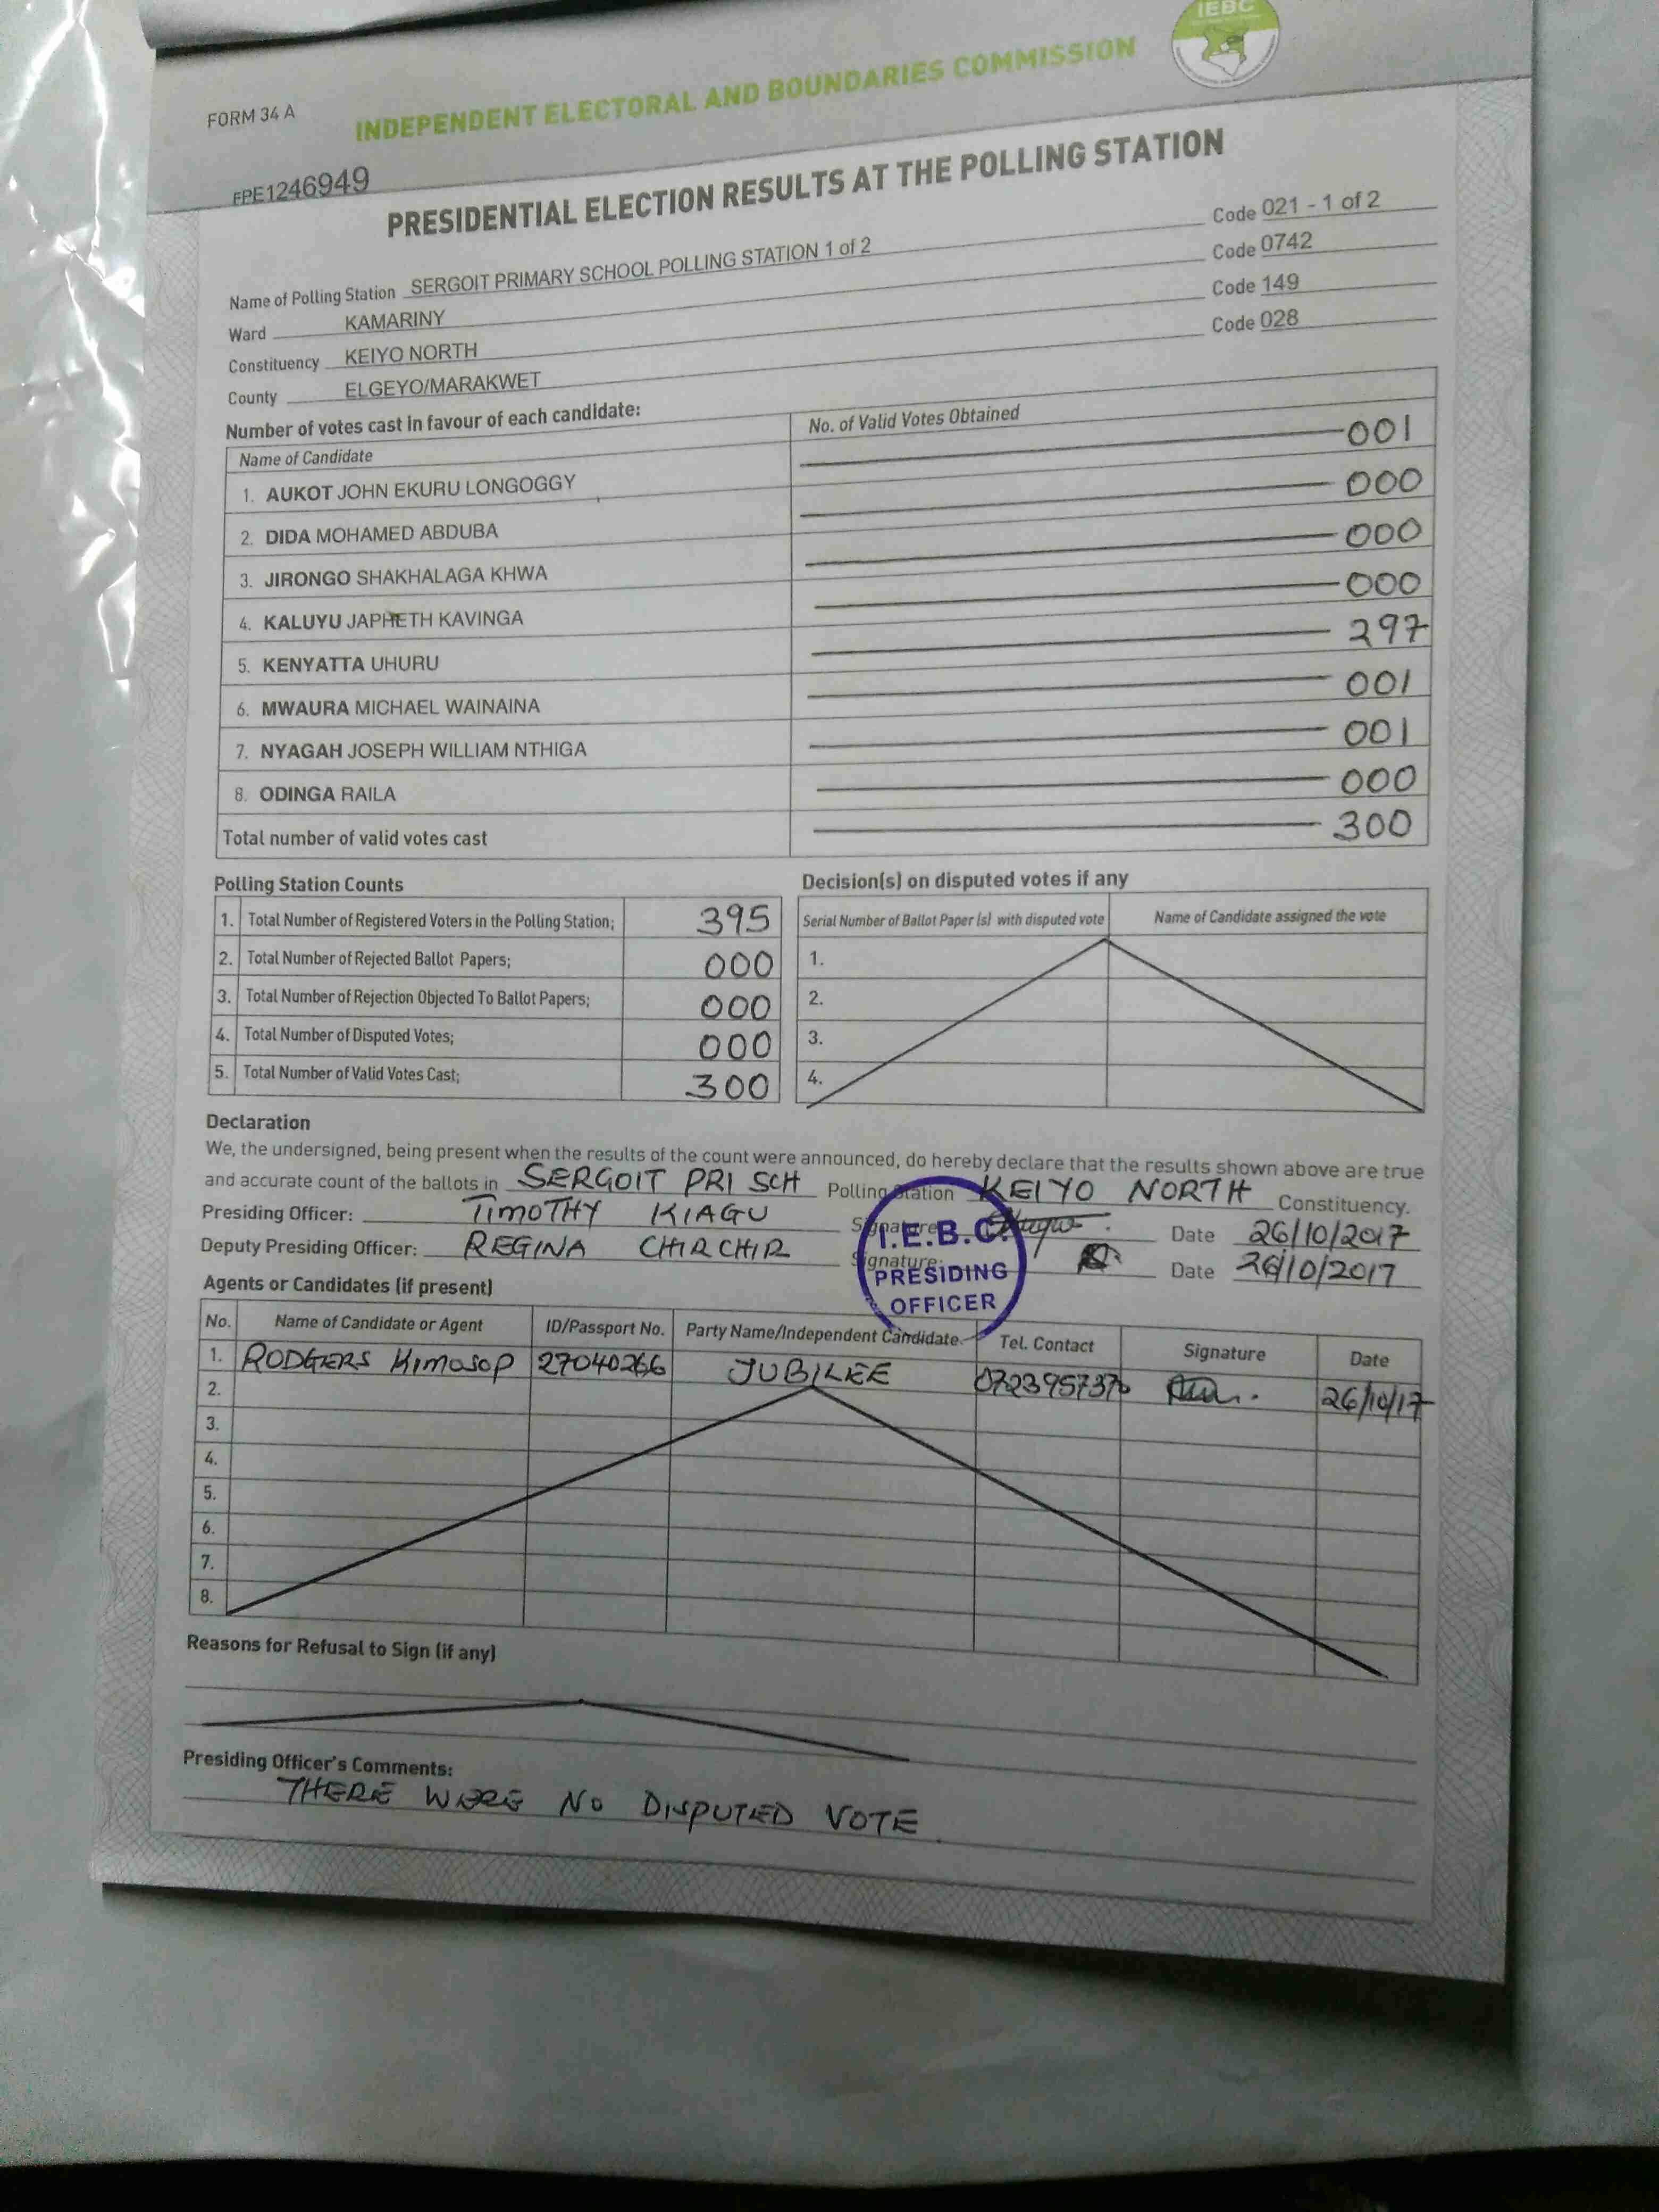 IEBC
FORM 34 A
INDEPENDENT ELECTORAL AND BOUNDARIES COMMISSION
FPE1246949
PRESIDENTIAL ELECTION RESULTS AT THE POLLING STATION
Name of Polling Station SERGOIT PRIMARY SCHOOL POLLING STATION 1 of 2 Code 021 - 1 of 2
Ward KAMARINY Code 0742
Constituency KEIYO NORTH Code 149
County ELGEYO/MARAKWET Code 028
Number of votes cast in favour of each candidate:
Name of Candidate No. of Valid Votes Obtained
1. AUKOT JOHN EKURU LONGOGGY 001
2. DIDA MOHAMED ABDUBA 000
3. JIRONGO SHAKHALAGA KHWA 000
4. KALUYU JAPHETH KAVINGA 000
5. KENYATTA UHURU 297
6. MWAURA MICHAEL WAINAINA 001
7. NYAGAH JOSEPH WILLIAM NTHIGA 001
8. ODINGA RAILA 000
Total number of valid votes cast 300
Polling Station Counts
1. Total Number of Registered Voters in the Polling Station; 395
2. Total Number of Rejected Ballot Papers; 000
3. Total Number of Rejection Objected To Ballot Papers; 000
4. Total Number of Disputed Votes; 000
5. Total Number of Valid Votes Cast; 300
Decision(s) on disputed votes if any
Serial Number of Ballot Paper (s) with disputed vote Name of Candidate assigned the vote
1.
2.
3.
4.
Declaration
We, the undersigned, being present when the results of the count were announced, do hereby declare that the results shown above are true
and accurate count of the ballots in SERGOIT PRI SCH Polling Station KEIYO NORTH Constituency.
Presiding Officer: TIMOTHY KIAGU Signature: Date 26/10/2017
Deputy Presiding Officer: REGINA CHIRCHIR Signature: Date 26/10/2017
I.E.B.C.
PRESIDING
OFFICER
Agents or Candidates (if present)
No. Name of Candidate or Agent ID/Passport No. Party Name/Independent Candidate Tel. Contact Signature Date
1. RODGERS KIMOSOP 27040266 JUBILEE 0723957376 26/10/17
2.
3.
4.
5.
6.
7.
8.
Reasons for Refusal to Sign (if any)
Presiding Officer's Comments:
THERE WERE NO DISPUTED VOTE.